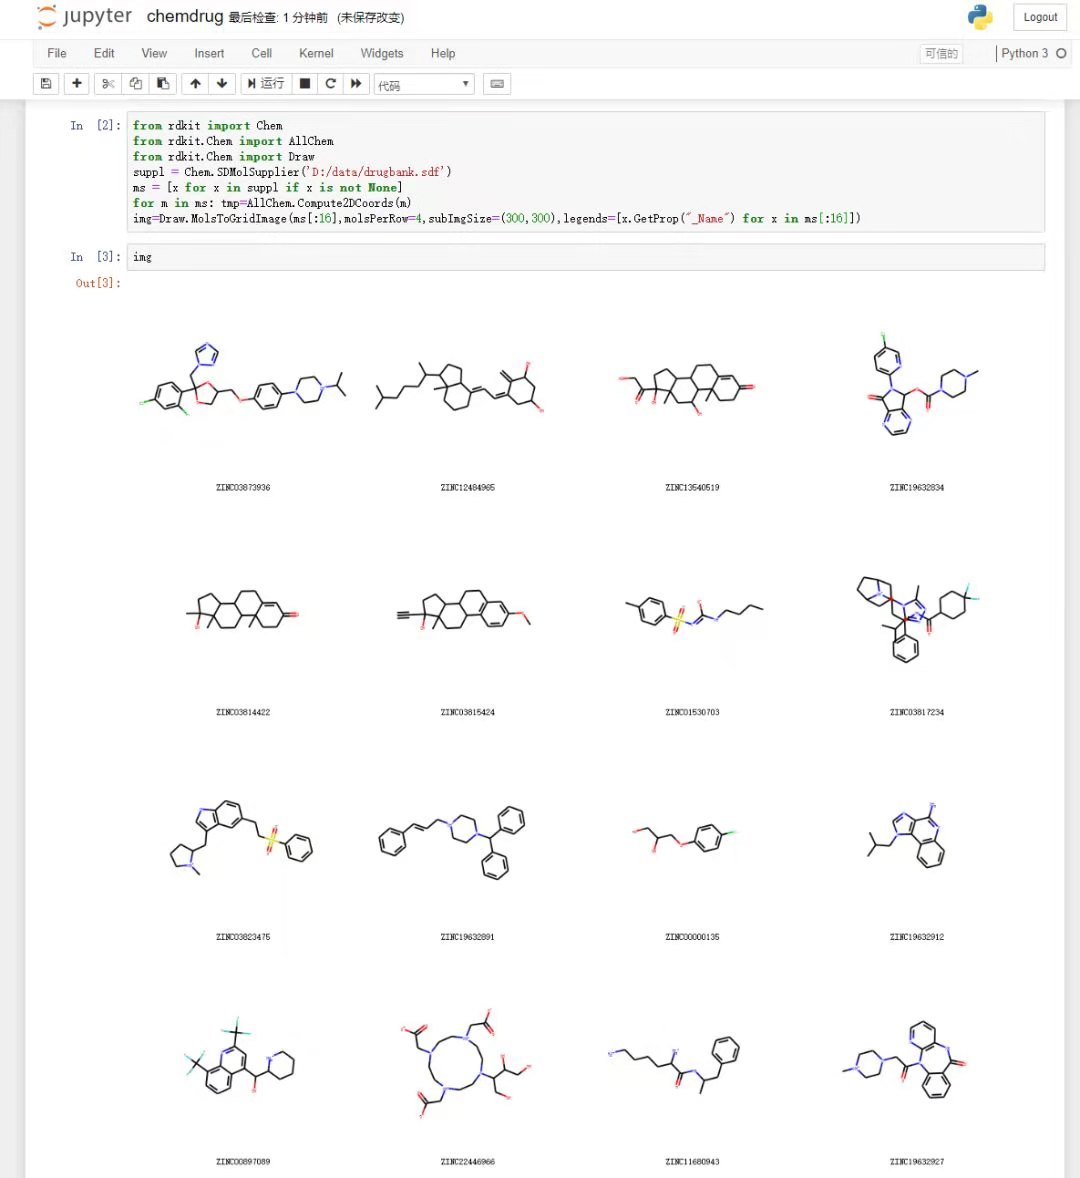 jupyter chemdrug 最后检查: 1 分钟前 (未保存改变)
Logout
File Edit View Insert Cell Kernel Widgets Help
可信的
Python 3
运行
代码
In [2]:
from rdkit import Chem
from rdkit.Chem import AllChem
from rdkit.Chem import Draw
suppl = Chem.SDMolSupplier('D:/data/drugbank.sdf')
ms = [x for x in suppl if x is not None]
for m in ms: tmp=AllChem.Compute2DCoords(m)
img=Draw.MolsToGridImage(ms[:16],molsPerRow=4,subImgSize=(300,300),legends=[x.GetProp("_Name") for x in ms[:16]])
In [3]: img
Out[3]:
ZINC03873936 ZINC12484965 ZINC13540519 ZINC19632834
ZINC03814422 ZINC03815424 ZINC01530703 ZINC03817234
ZINC03823475 ZINC19632891 ZINC00000135 ZINC19632912
ZINC00897089 ZINC22446966 ZINC11680943 ZINC19632927